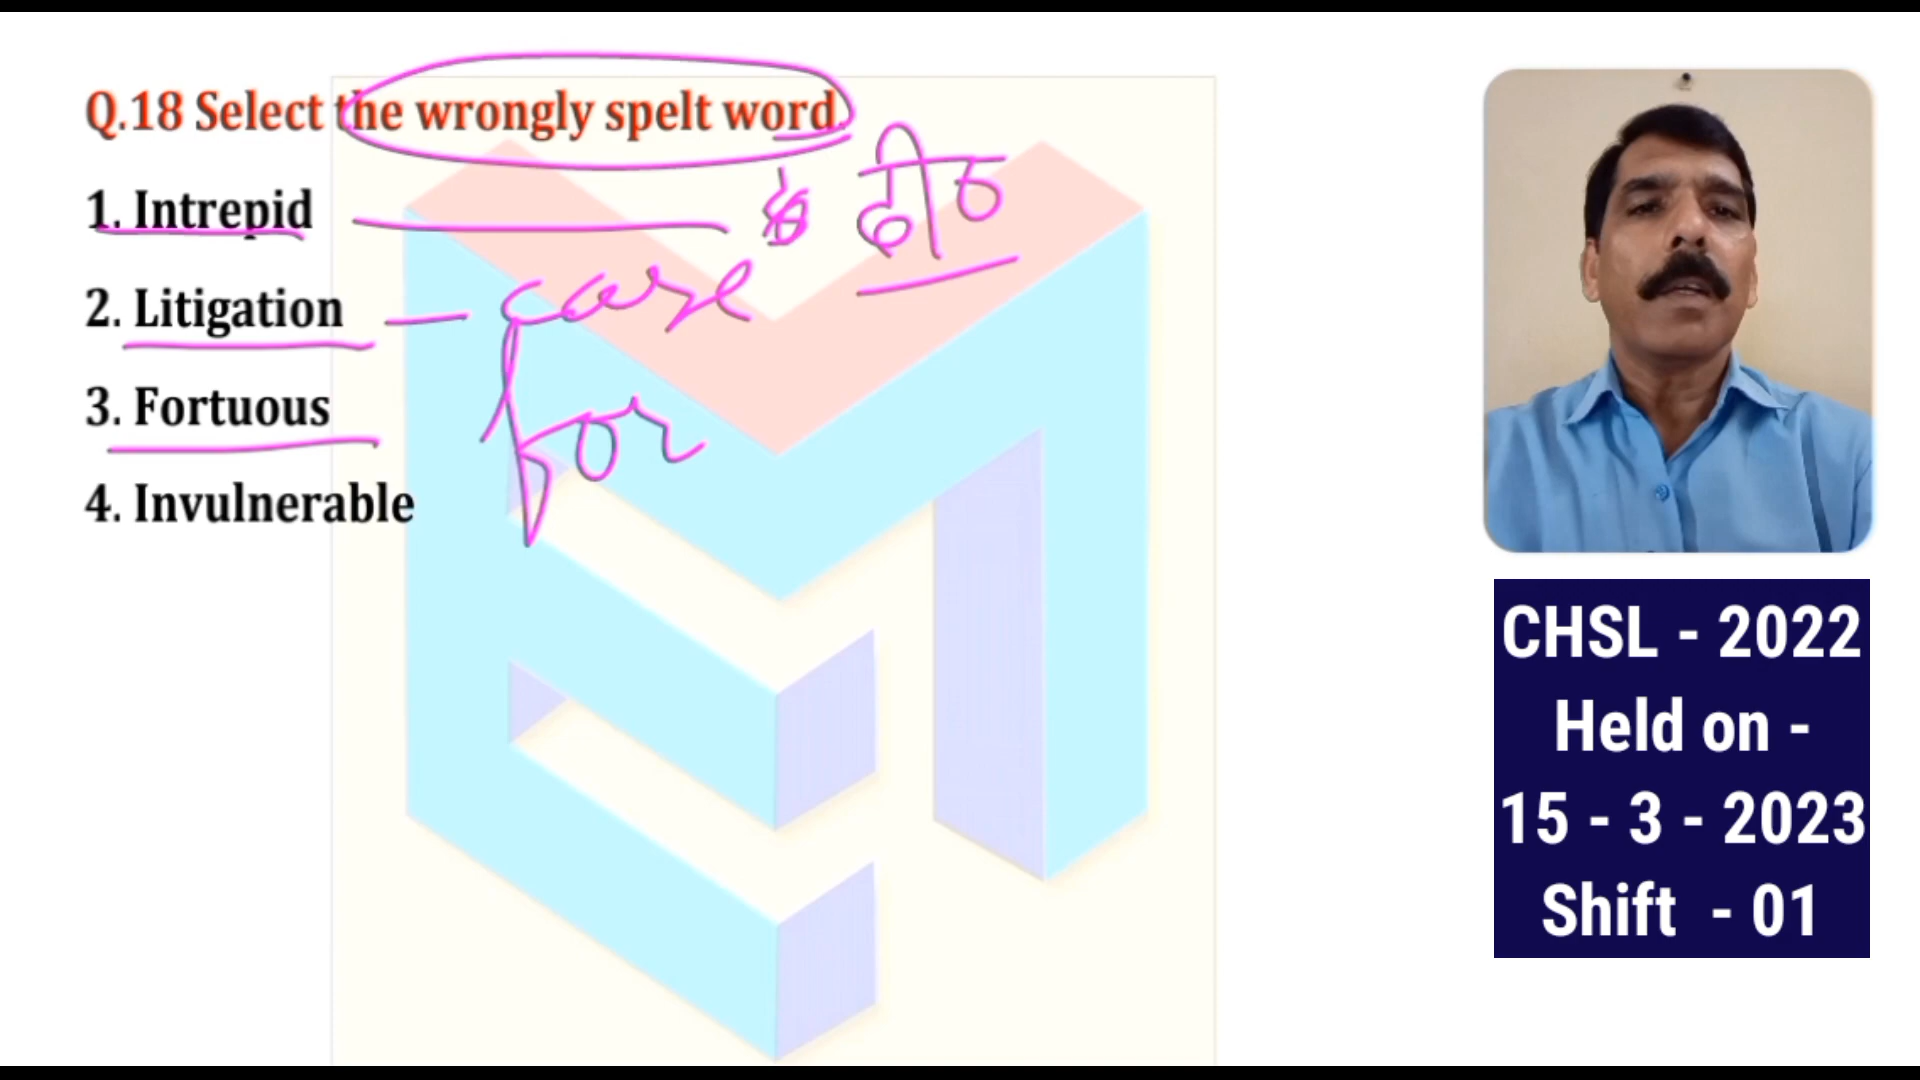 Q.18 Select the wrongly spelt word.
1. Intrepid ढीठ
2. Litigation - case
3. Fortuous for
4. Invulnerable
CHSL - 2022
Held on -
15 - 3 - 2023
Shift - 01